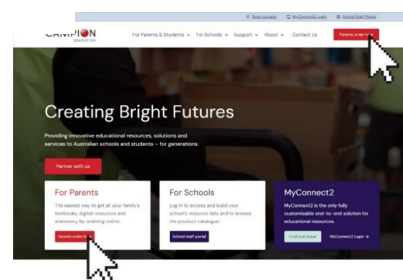 Store Locator MyConnect2 Login School Staff Portal
CAMPION
EDUCATION
For Parents & Students For Schools Support About Contact Us
Parents order here
Creating Bright Futures
Providing innovative educational resources, solutions and
services to Australian schools and students – for generations.
Partner with us
For Parents
The easiest way to get all your family's
textbooks, digital resources and
stationery by ordering online.
Parents order here
For Schools
Log in to access and build your
school's resource lists and to browse
the product catalogue.
School staff portal
MyConnect2
MyConnect2 is the only fully
customisable end-to-end solution for
educational resources.
Find out more MyConnect2 Login →